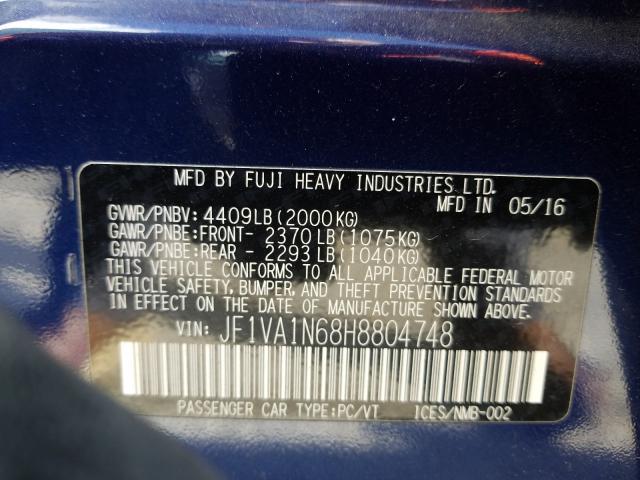 MFD BY FUJI HEAVY INDUSTRIES LTD.
MFD IN 05/16
GVWR/PNBV: 4409LB (2000KG)
GAWR/PNBE:FRONT- 2370LB (1075KG)
GAWR/PNBE:REAR - 2293LB (1040KG)
THIS VEHICLE CONFORMS TO ALL APPLICABLE FEDERAL MOTOR
VEHICLE SAFETY, BUMPER, AND THEFT PREVENTION STANDARDS
IN EFFECT ON THE DATE OF MANUFACTURE SHOWN ABOVE.
VIN: JF1VA1N68H8804748
PASSENGER CAR TYPE:PC/VT ICES/NMB-002